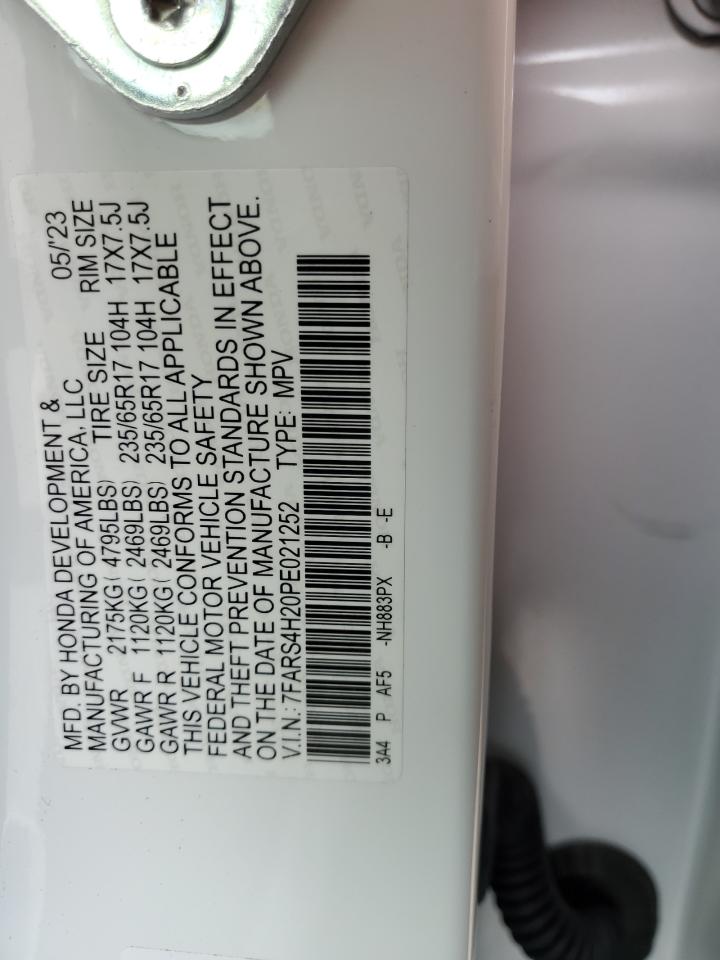 MFD. BY HONDA DEVELOPMENT & 05/'23
MANUFACTURING OF AMERICA, LLC
TIRE SIZE RIM SIZE
GVWR 2175KG( 4795LBS)
GAWR F 1120KG( 2469LBS) 235/65R17 104H 17X7.5J
GAWR R 1120KG( 2469LBS) 235/65R17 104H 17X7.5J
THIS VEHICLE CONFORMS TO ALL APPLICABLE
FEDERAL MOTOR VEHICLE SAFETY
AND THEFT PREVENTION STANDARDS IN EFFECT
ON THE DATE OF MANUFACTURE SHOWN ABOVE.
V.I.N.: 7FARS4H20PE021252 TYPE: MPV
3A4 P AF5 -NH883PX -B -E